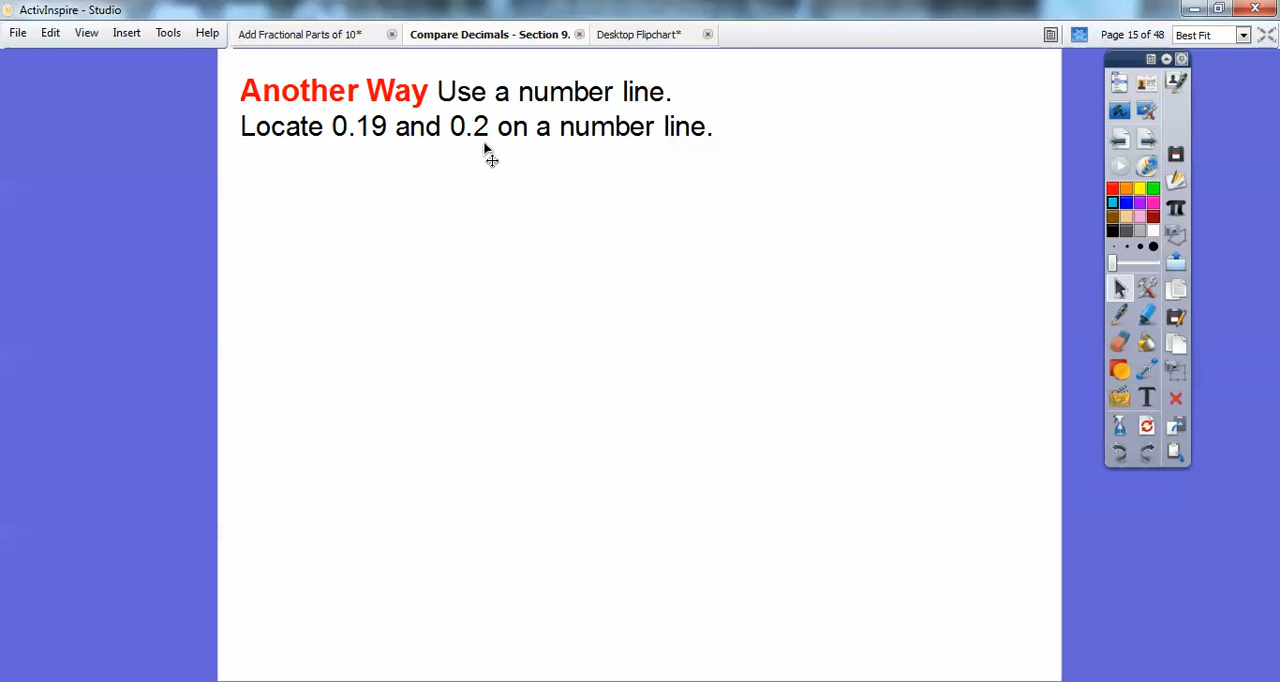 ActivInspire - Studio
File Edit View Insert Tools Help
Add Fractional Parts of 10* Compare Decimals - Section 9. Desktop Flipchart*
Page 15 of 48 Best Fit
Another Way Use a number line.
Locate 0.19 and 0.2 on a number line.